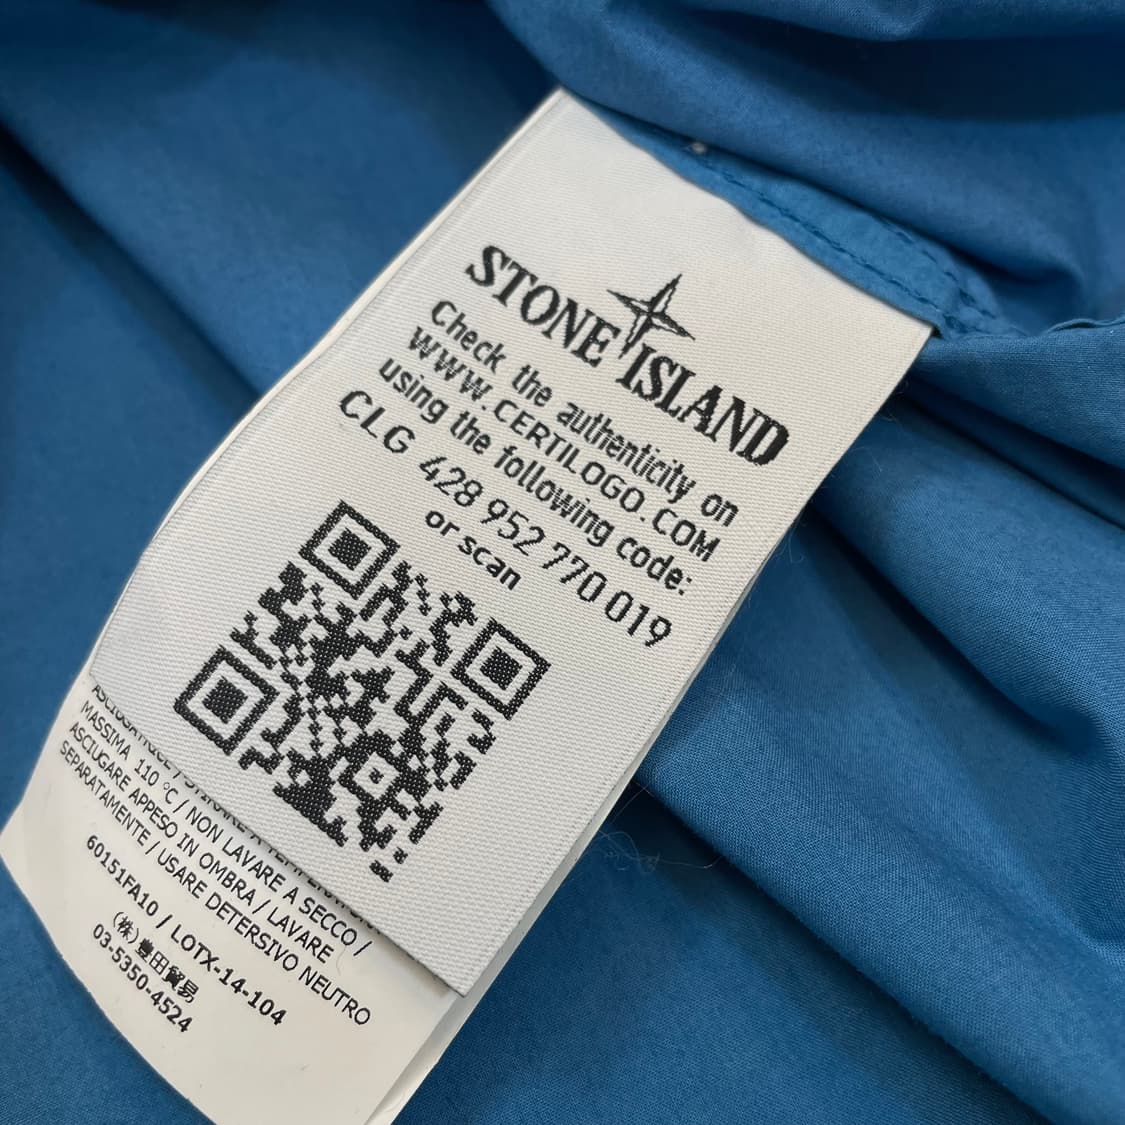 STONE ISLAND
Check the authenticity on
WWW.CERTILOGO.COM
using the following code:
CLG 428 952 770 019
or scan
MASSIMA 110 °C / NON LAVARE A SECCO /
ASCIUGARE APPESO IN OMBRA / LAVARE
SEPARATAMENTE / USARE DETERSIVO NEUTRO
60151FA10 / LOTX-14-104
(株)豊田貿易
03-5350-4524